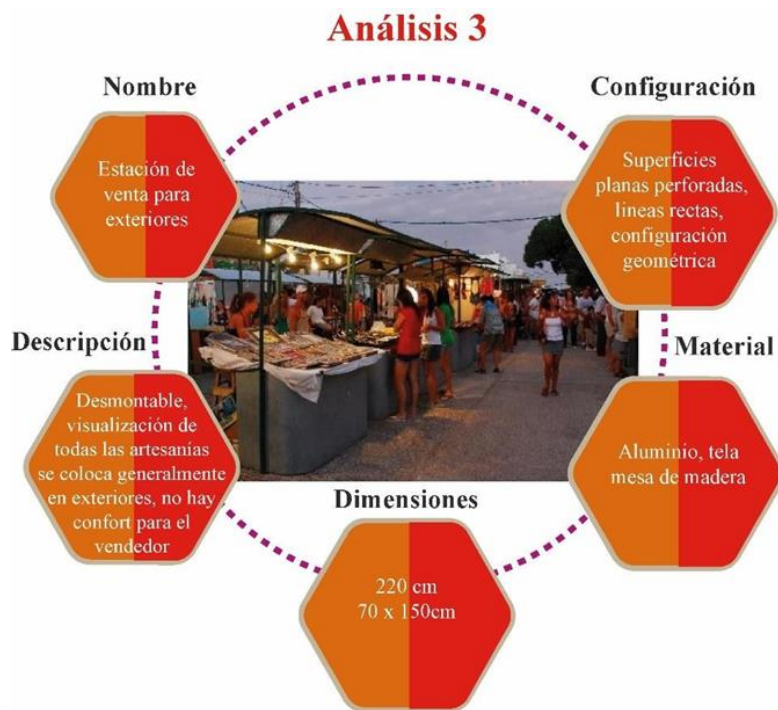 Análisis 3
Nombre
Estación de
venta para
exteriores
Configuración
Superficies
planas perforadas,
lineas rectas,
configuración
geométrica
Descripción
Desmontable,
visualización de
todas las artesanías
se coloca generalmente
en exteriores, no hay
confort para el
vendedor
Material
Aluminio, tela
mesa de madera
Dimensiones
220 cm
70 x 150cm